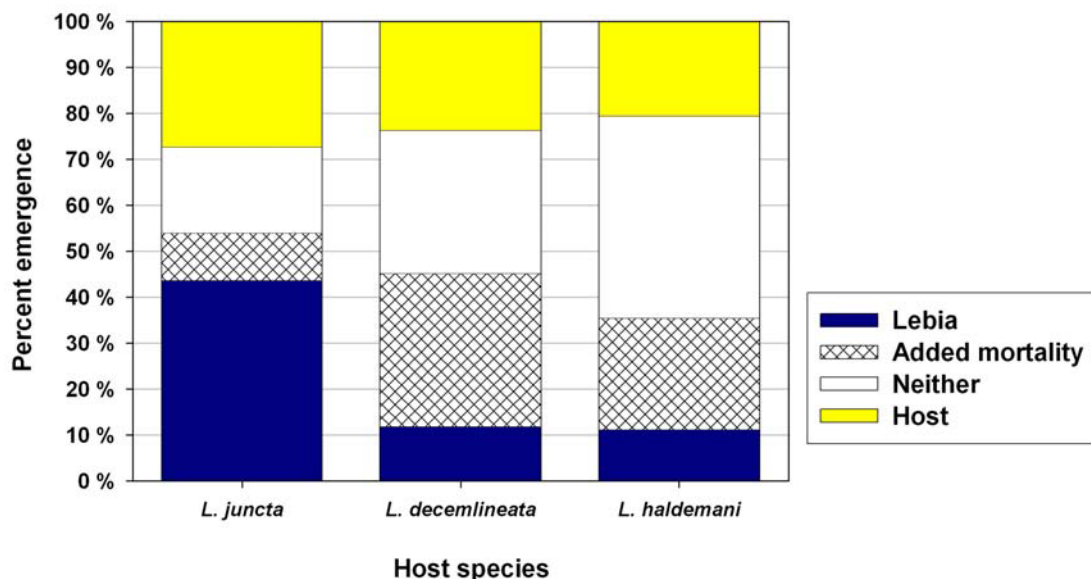 100 %
90 %
80 %
70 %
60 %
50 %
40 %
30 %
20 %
10 %
0 %
Percent emergence
L. juncta
L. decemlineata
L. haldemani
Host species
Lebia
Added mortality
Neither
Host